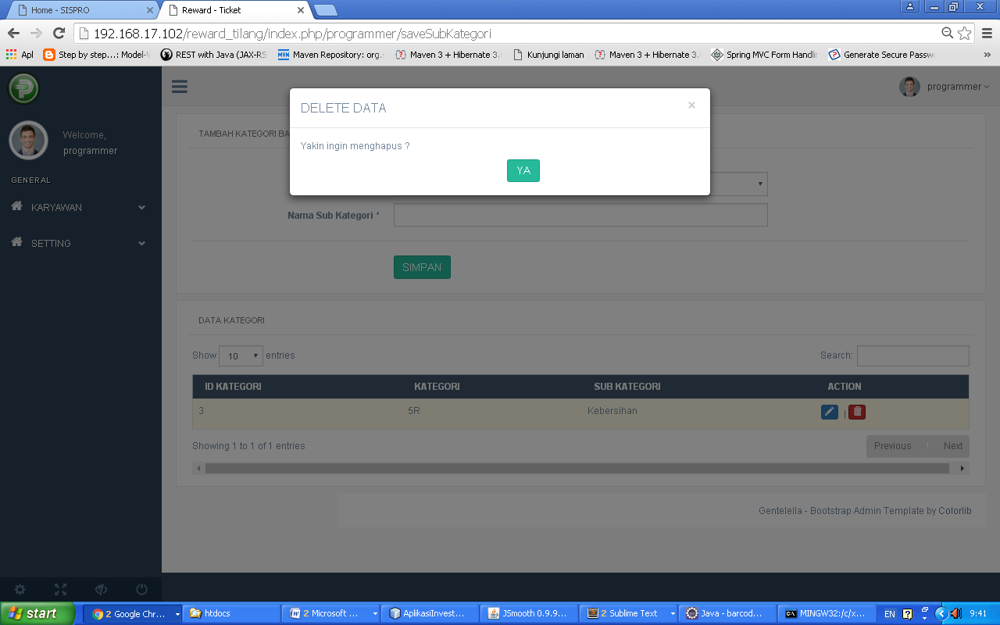 Home - SISPRO
Reward - Ticket
192.168.17.102/reward_tilang/index.php/programmer/saveSubKategori
Apl
Step by step...: Model-
REST with Java (JAX-RS
Maven Repository: org.
Maven 3 + Hibernate 3.
Kunjungi laman
Maven 3 + Hibernate 3.
Spring MVC Form Handli
Generate Secure Passw
»
programmer
DELETE DATA
×
Welcome,
programmer
TAMBAH KATEGORI BA
Yakin ingin menghapus ?
YA
GENERAL
KARYAWAN
SETTING
Nama Sub Kategori *
SIMPAN
DATA KATEGORI
Show 10 entries
Search:
ID KATEGORI KATEGORI SUB KATEGORI ACTION
3 5R Kebersihan |
Showing 1 to 1 of 1 entries
Previous 1 Next
Gentelella - Bootstrap Admin Template by Colorlib
start
2 Google Chr...
htdocs
2 Microsoft ...
AplikasiInvest...
JSmooth 0.9.9...
2 Sublime Text
Java - barcod...
MINGW32:/c/x...
EN
9:41